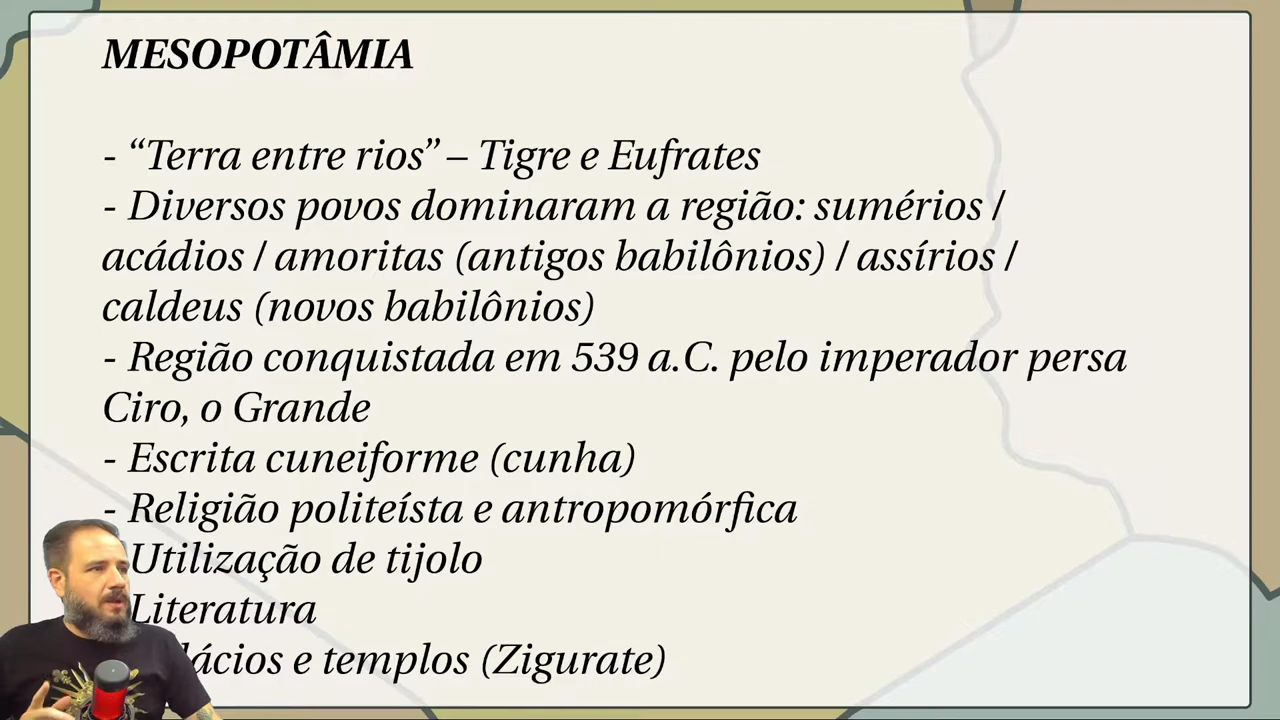 MESOPOTÂMIA
- “Terra entre rios” – Tigre e Eufrates
- Diversos povos dominaram a região: sumérios /
acádios / amoritas (antigos babilônios) / assírios /
caldeus (novos babilônios)
- Região conquistada em 539 a.C. pelo imperador persa
Ciro, o Grande
- Escrita cuneiforme (cunha)
- Religião politeísta e antropomórfica
Utilização de tijolo
Literatura
lácios e templos (Zigurate)